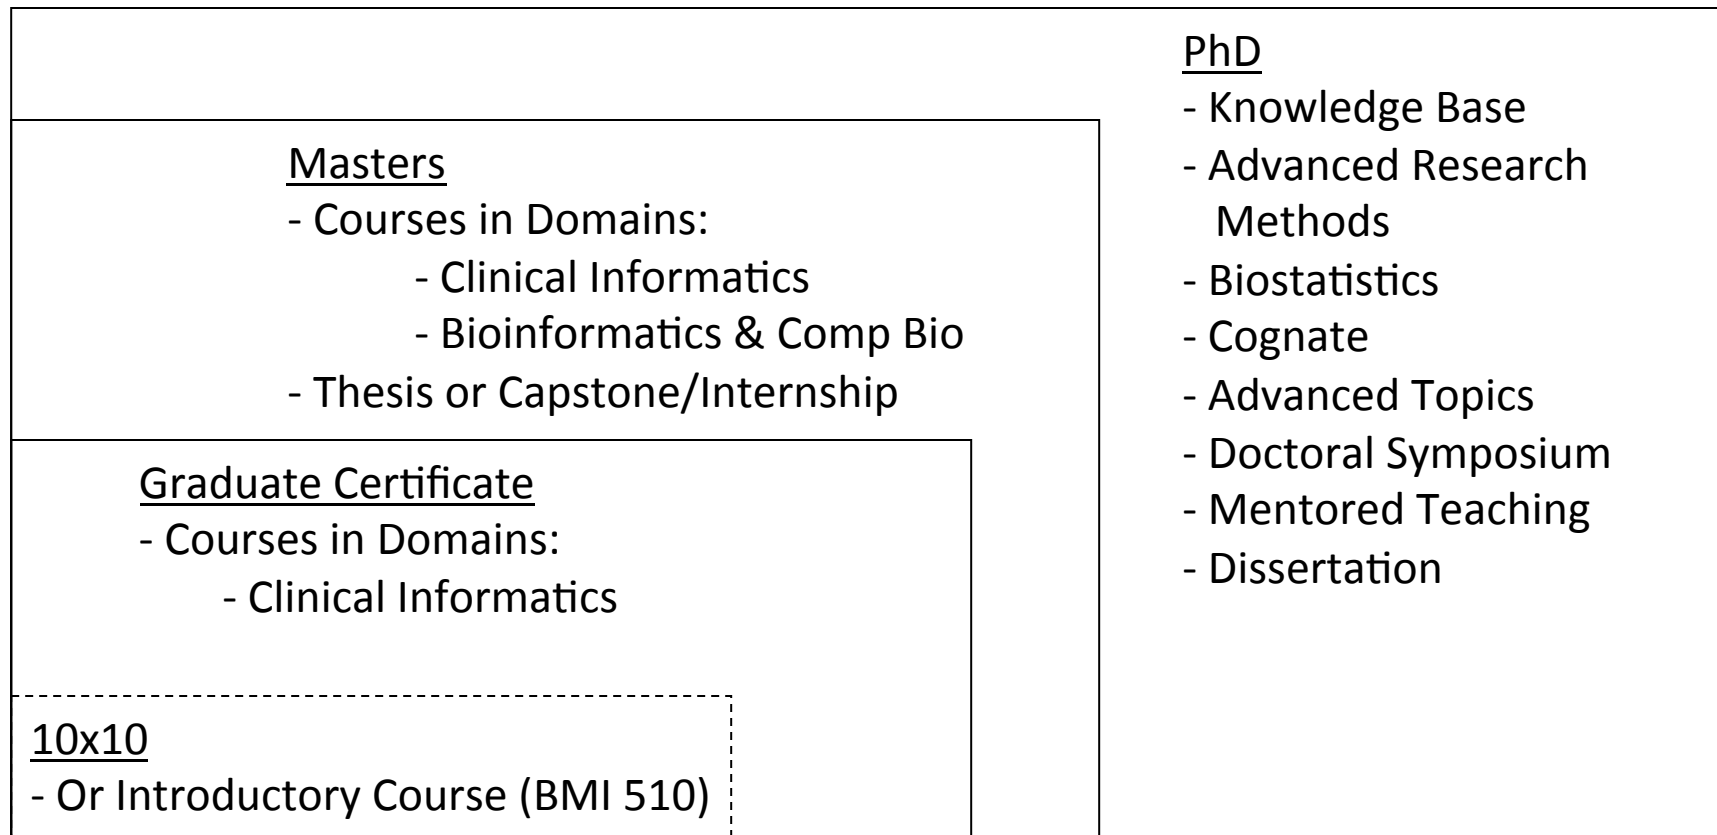 PhD
- Knowledge Base
- Advanced Research
Methods
- Biostatistics
- Cognate
- Advanced Topics
- Doctoral Symposium
- Mentored Teaching
- Dissertation
Masters
- Courses in Domains:
- Clinical Informatics
- Bioinformatics & Comp Bio
- Thesis or Capstone/Internship
Graduate Certificate
- Courses in Domains:
- Clinical Informatics
10x10
- Or Introductory Course (BMI 510)